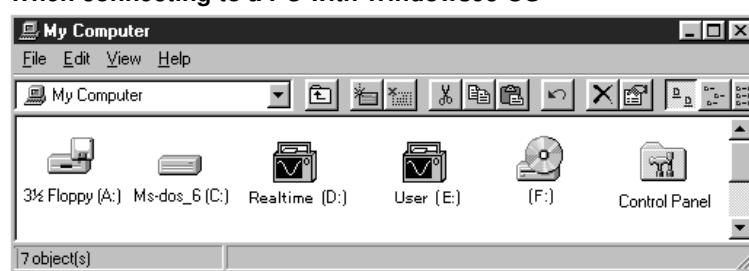 When connecting to a PC with OS
My Computer
File Edit View Help
My Computer
3½ Floppy (A:) Ms-dos_6 (C:) Realtime (D:) User (E:) (F:) Control Panel
7 object(s)